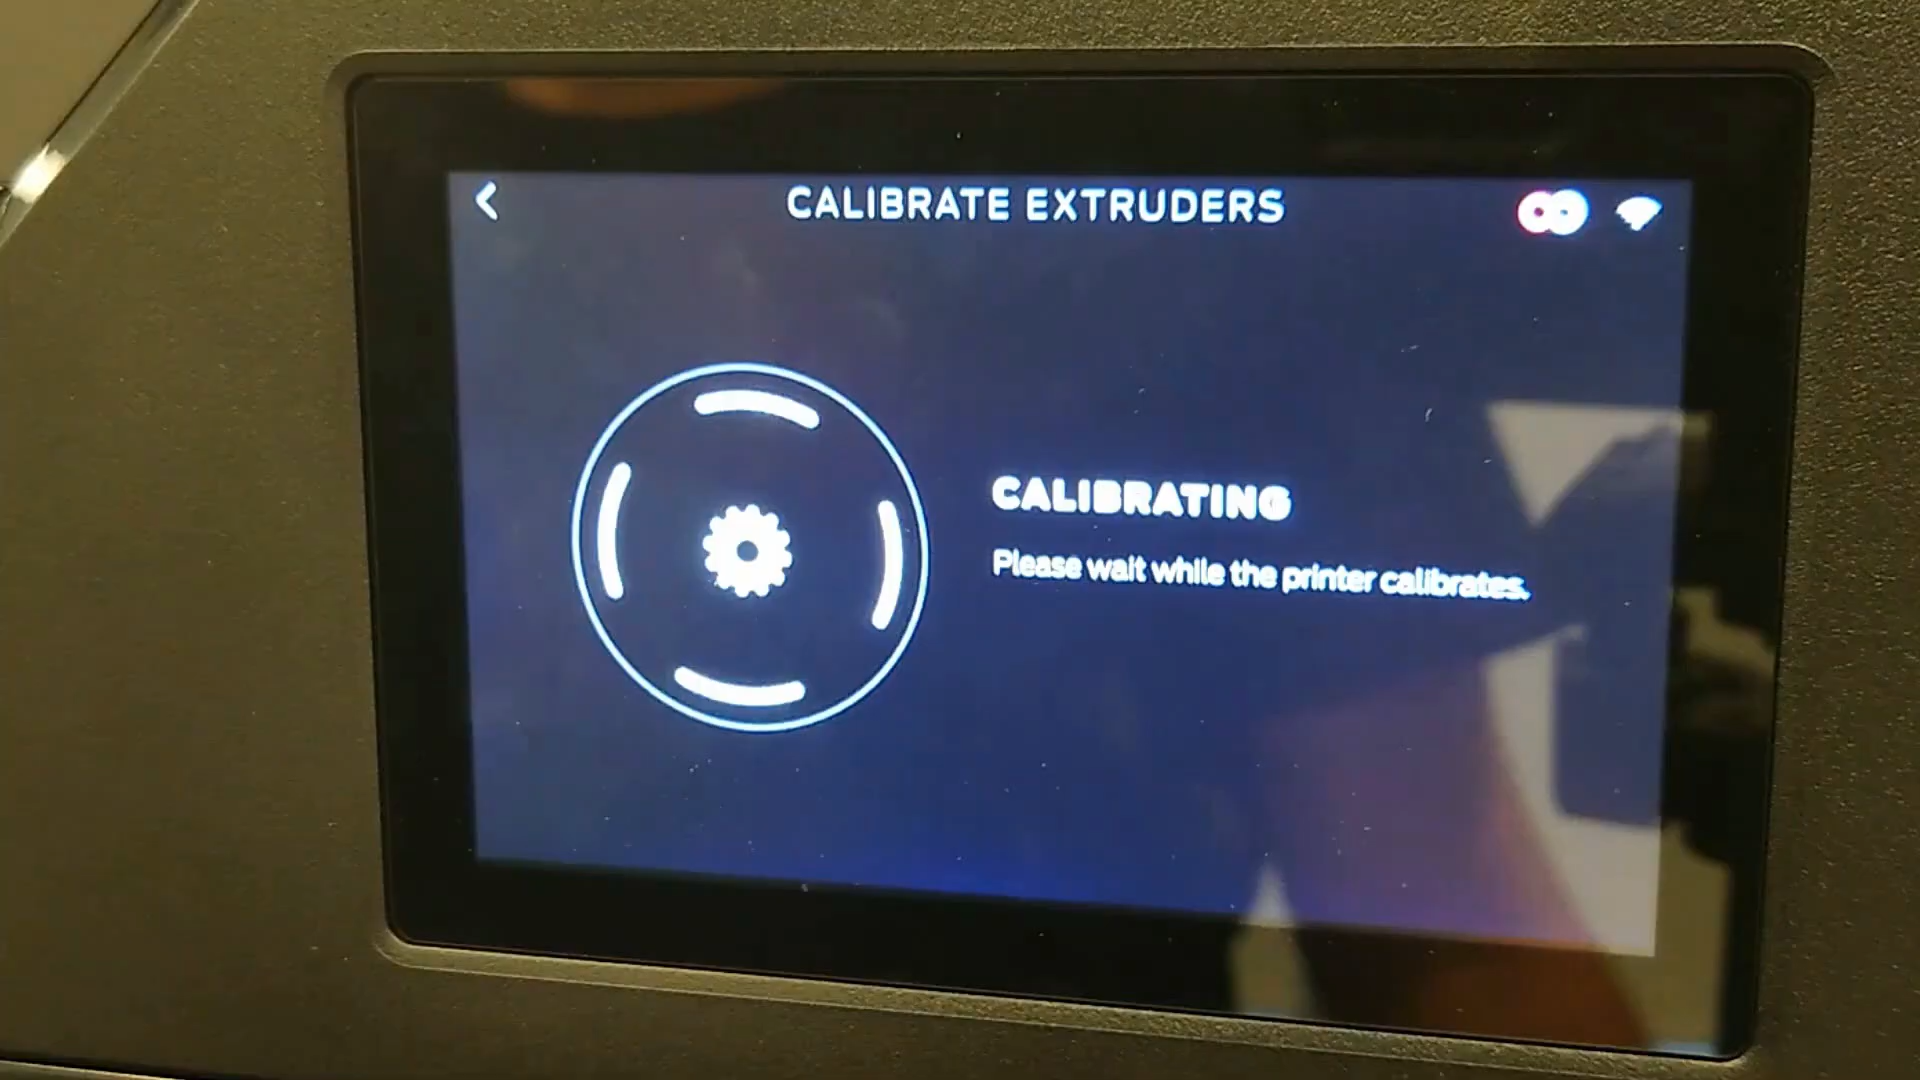 CALIBRATE EXTRUDERS
CALIBRATING
Please wait while the printer calibrates.